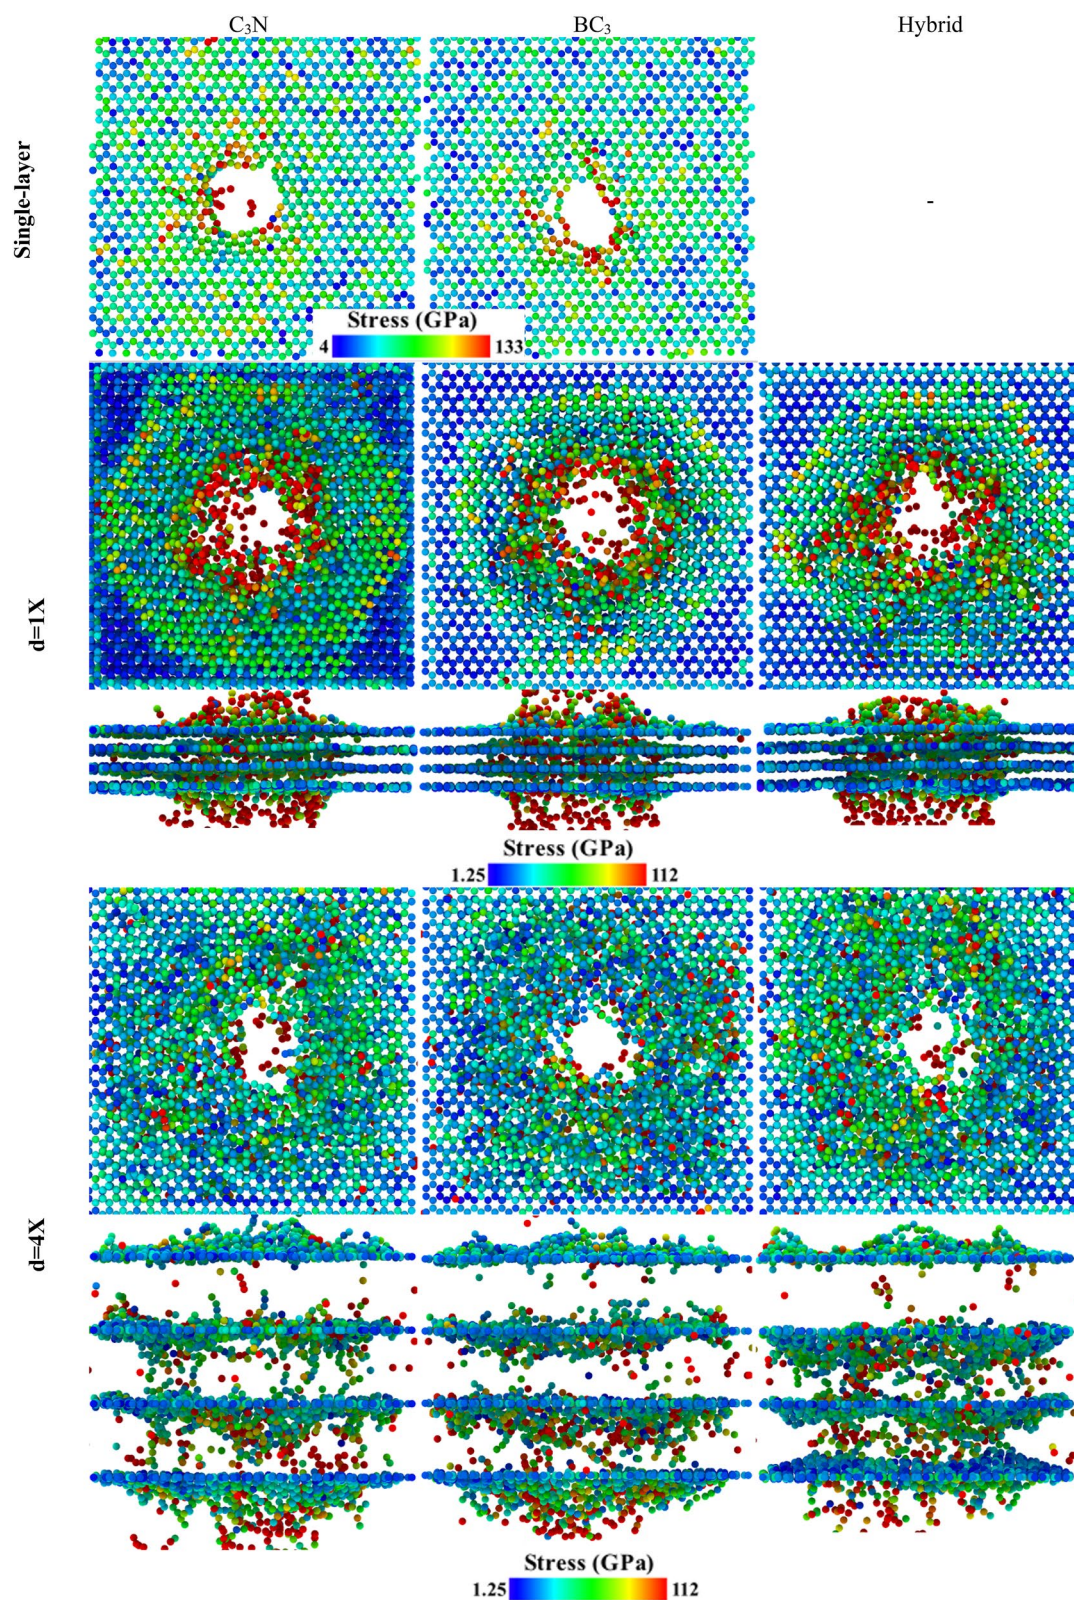 C₃N BC₃ Hybrid
Single-layer
-
Stress (GPa)
4 133
d=1X
Stress (GPa)
1.25 112
d=4X
Stress (GPa)
1.25 112